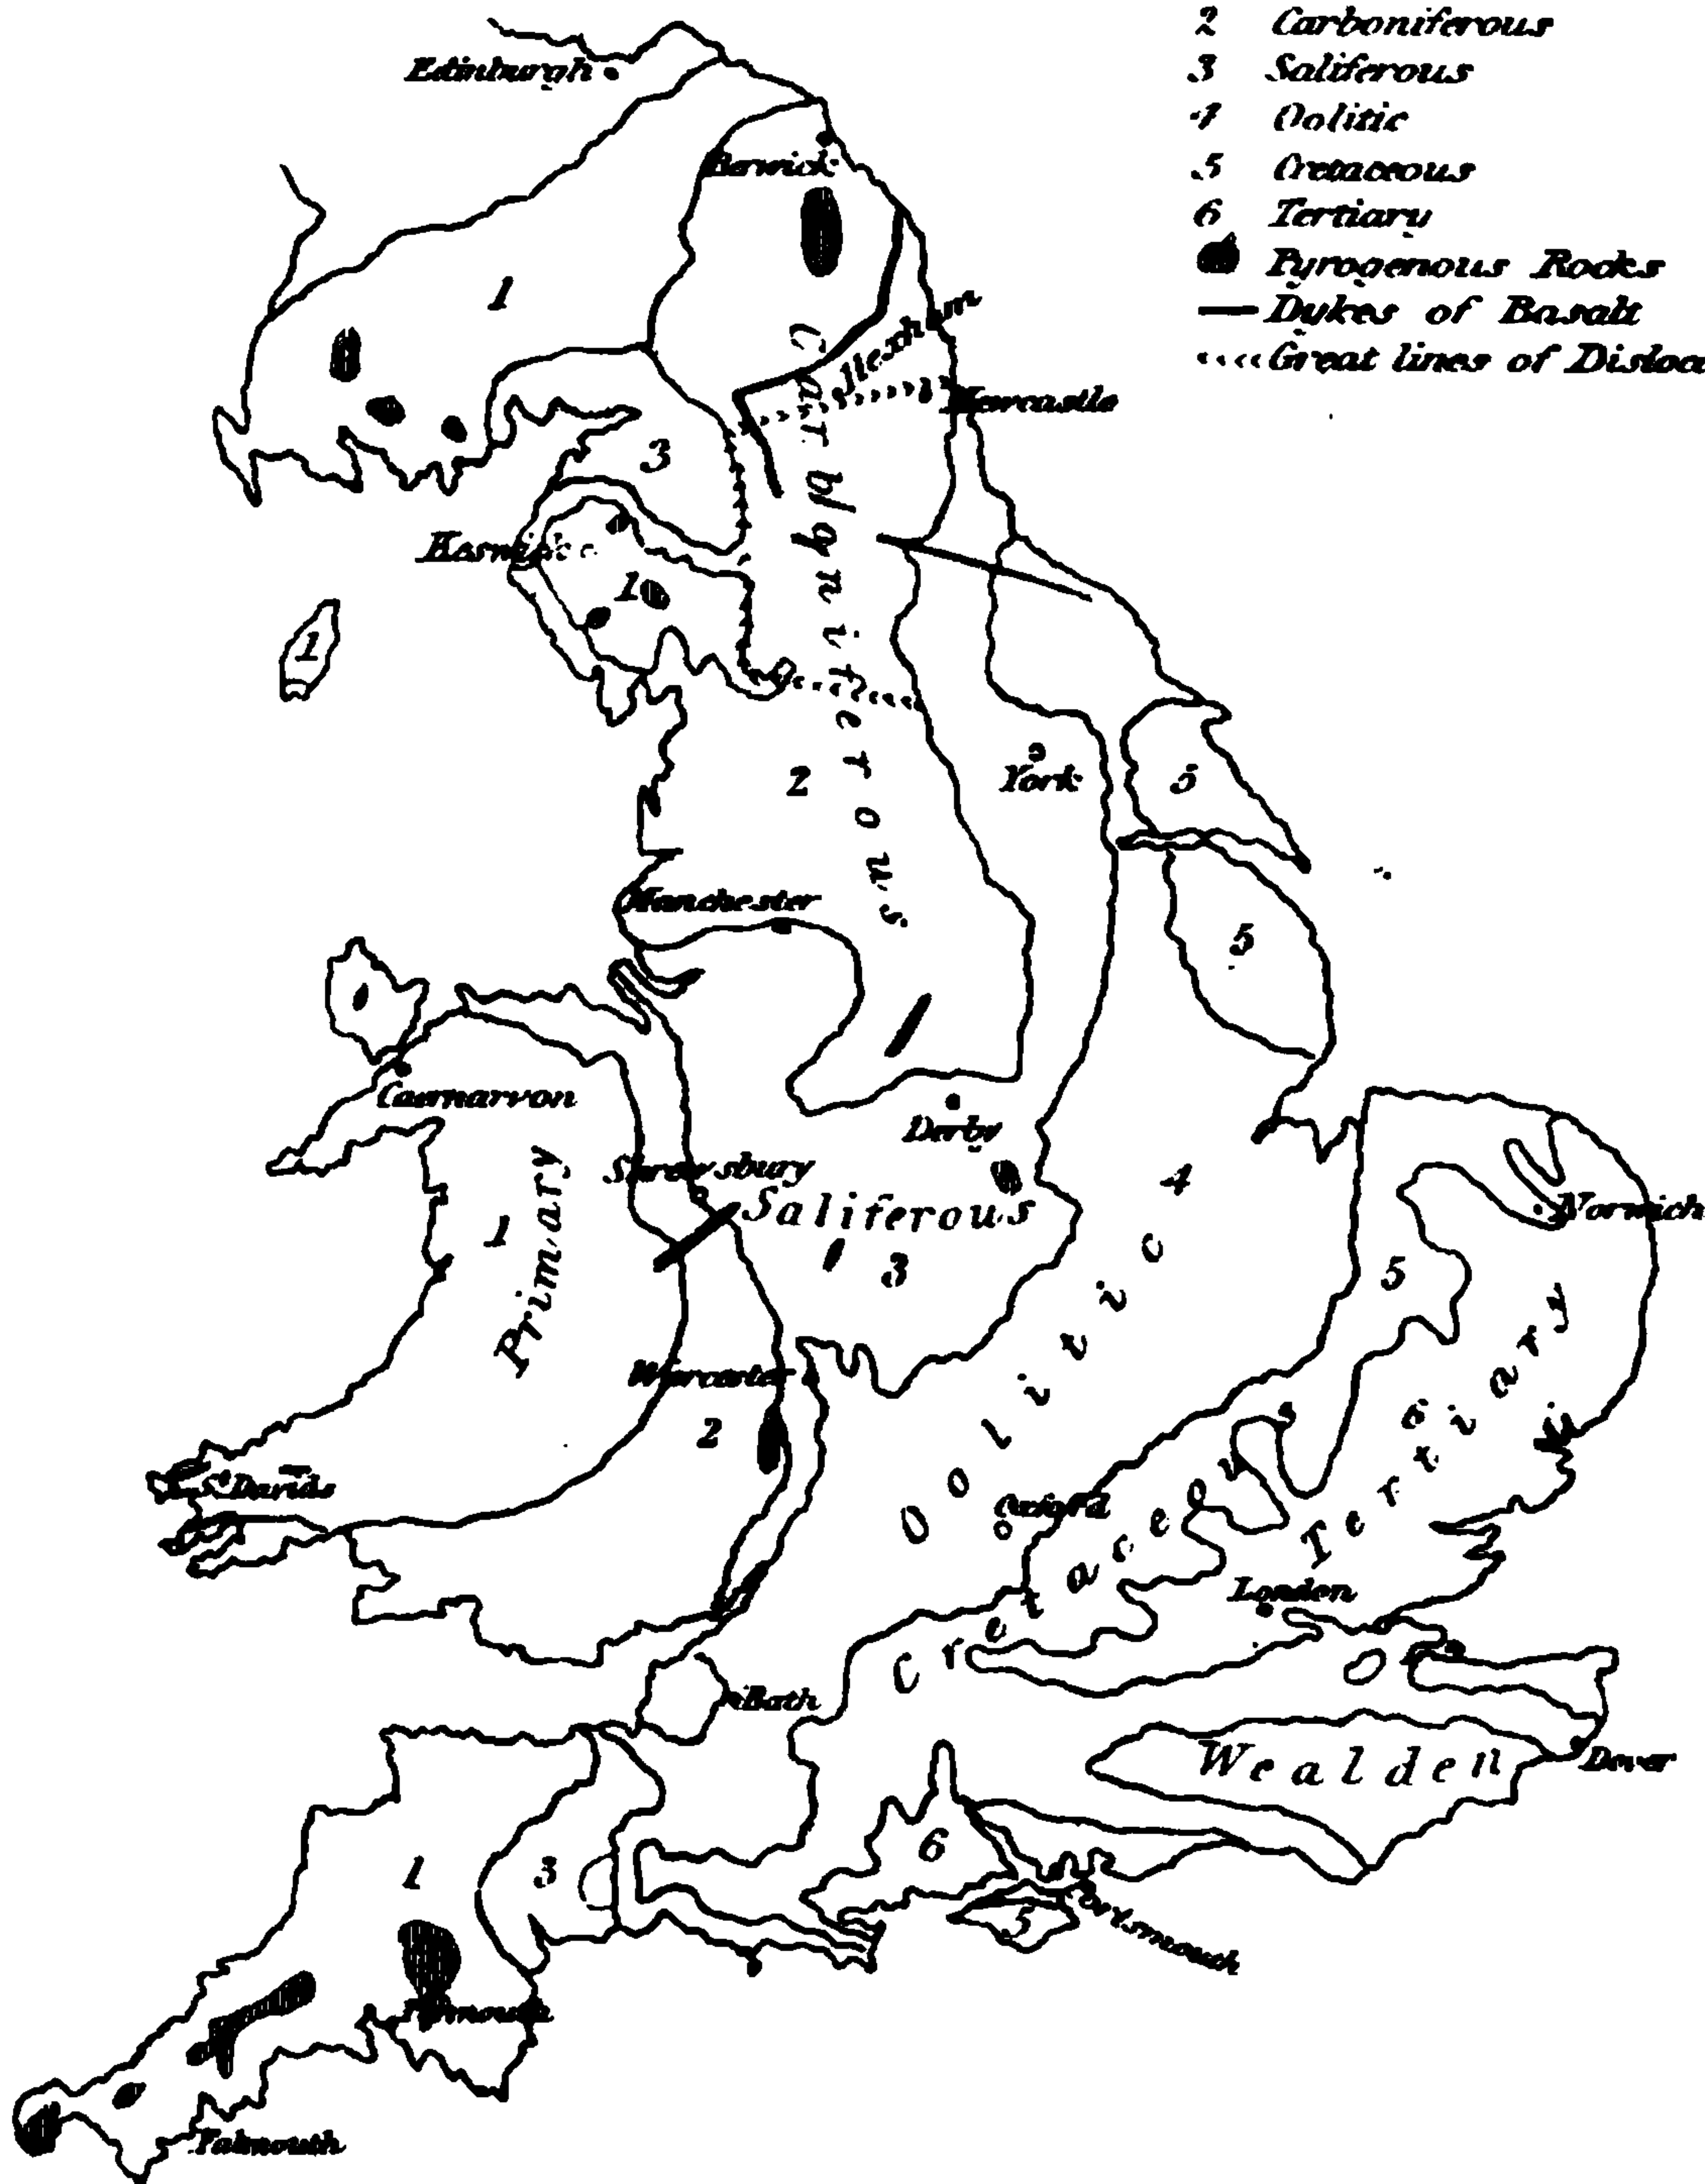 2 Carboniferous
3 Saliferous
4 Oolitic
5 Cretaceous
6 Tertiary
Pyrogenous Rocks
Dykes of Basalt
Great lines of Disloca
Edinburgh
Berwick
1
Hexham
Newcastle
3
Carboniferous
Keswick
1
1
2
York
5
Manchester
5
Caernarvon
Derby
Shrewsbury
4
Norwich
Saliferous
1
Primary
3
5
Oolitic
Worcester
2
6
Tertiary
St Davids
Oxford
Cretaceous
London
Bath
Wealden
Dover
6
1
3
5
Portsmouth
Plymouth
Falmouth